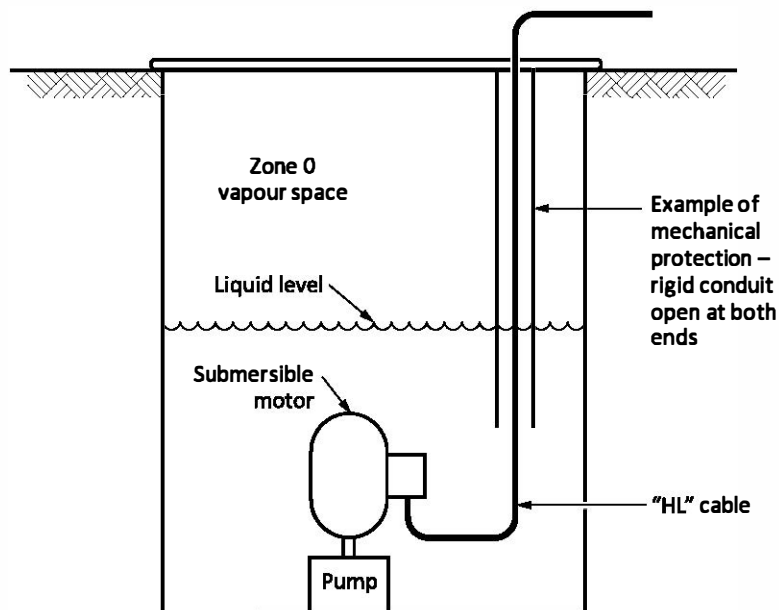 Zone 0
vapour space
Example of
mechanical
protection –
rigid conduit
open at both
ends
Liquid level
Submersible
motor
"HL" cable
Pump